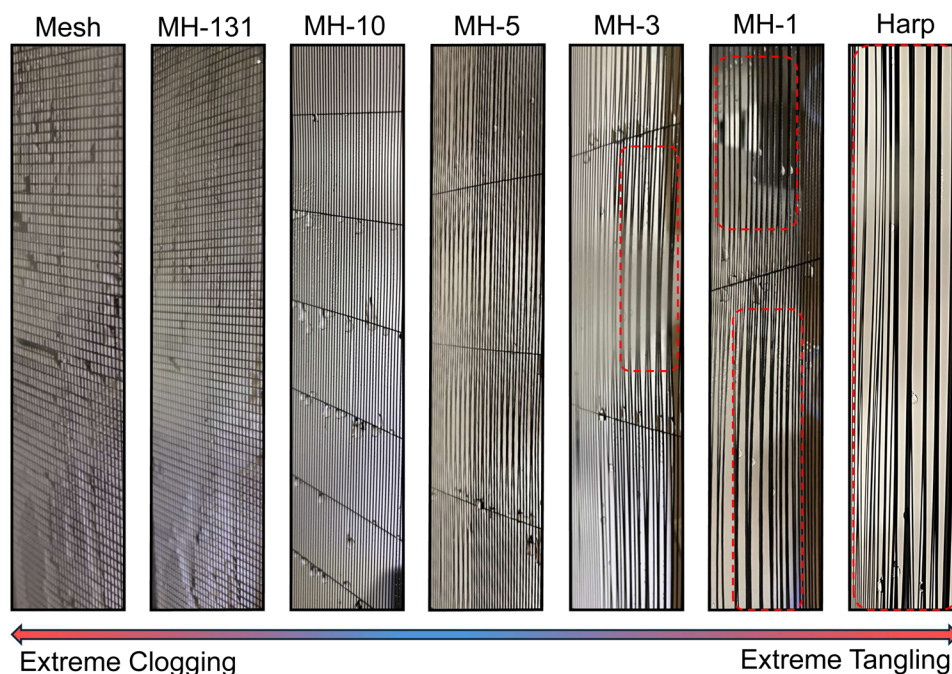 Mesh
MH-131
MH-10
MH-5
MH-3
MH-1
Harp
Extreme Clogging
Extreme Tangling